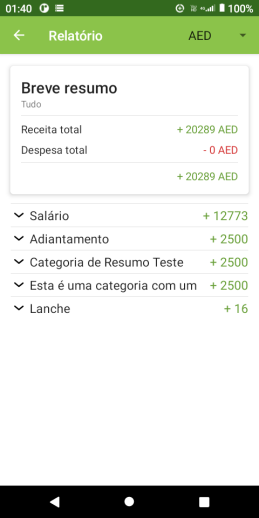 01:40 100%
Relatório AED
Breve resumo
Tudo
Receita total + 20289 AED
Despesa total - 0 AED
+ 20289 AED
Salário + 12773
Adiantamento + 2500
Categoria de Resumo Teste + 2500
Esta é uma categoria com um + 2500
Lanche + 16